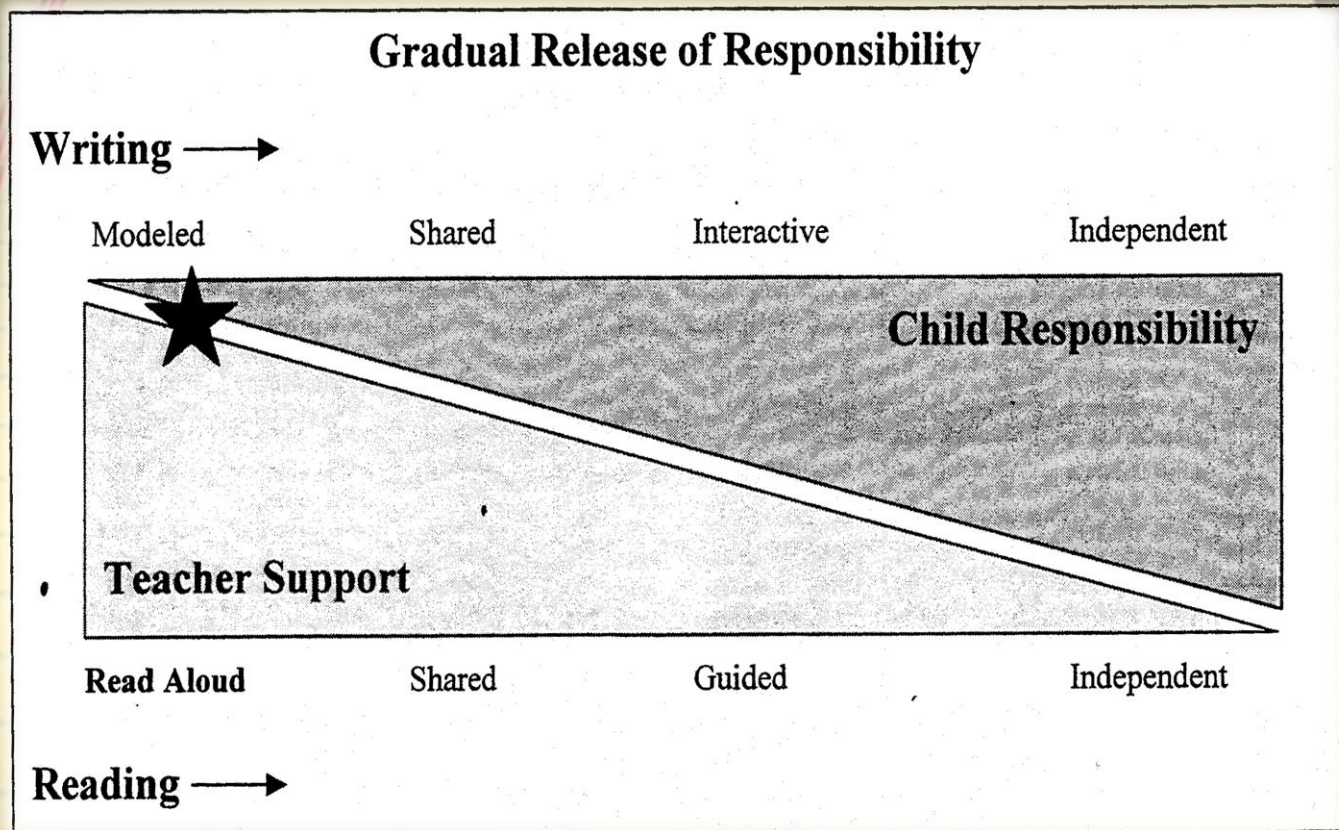 Gradual Release of Responsibility
Writing
Modeled Shared Interactive Independent
Child Responsibility
Teacher Support
Read Aloud Shared Guided Independent
Reading